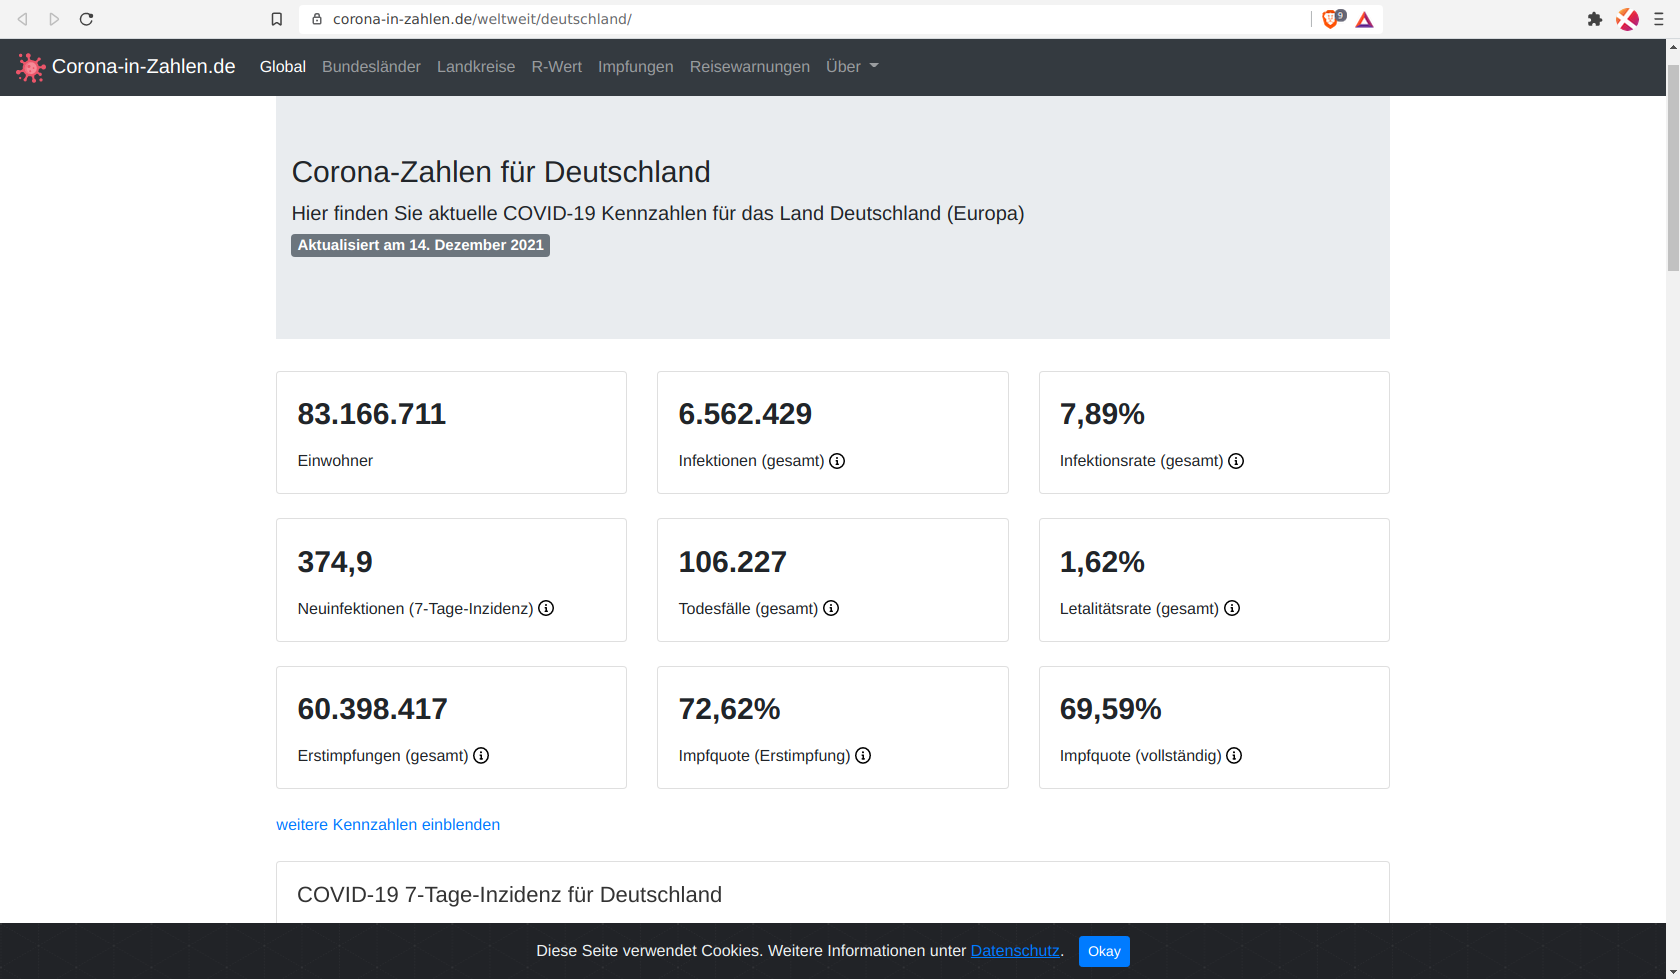 corona-in-zahlen.de/weltweit/deutschland/
9
Corona-in-Zahlen.de Global Bundesländer Landkreise R-Wert Impfungen Reisewarnungen Über
Corona-Zahlen für Deutschland
Hier finden Sie aktuelle COVID-19 Kennzahlen für das Land Deutschland (Europa)
Aktualisiert am 14. Dezember 2021
83.166.711
Einwohner
6.562.429
Infektionen (gesamt)
7,89%
Infektionsrate (gesamt)
374,9
Neuinfektionen (7-Tage-Inzidenz)
106.227
Todesfälle (gesamt)
1,62%
Letalitätsrate (gesamt)
60.398.417
Erstimpfungen (gesamt)
72,62%
Impfquote (Erstimpfung)
69,59%
Impfquote (vollständig)
weitere Kennzahlen einblenden
COVID-19 7-Tage-Inzidenz für Deutschland
Diese Seite verwendet Cookies. Weitere Informationen unter Datenschutz. Okay